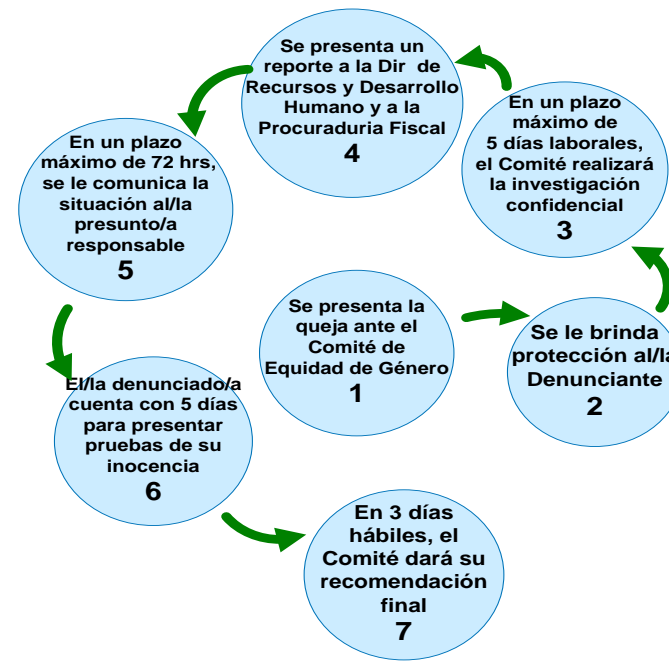 Se presenta la
queja ante el
Comité de
Equidad de Género
1
Se le brinda
protección al/la
Denunciante
2
En un plazo
máximo de
5 días laborales,
el Comité realizará
la investigación
confidencial
3
Se presenta un
reporte a la Dir de
Recursos y Desarrollo
Humano y a la
Procuraduria Fiscal
4
En un plazo
máximo de 72 hrs,
se le comunica la
situación al/la
presunto/a
responsable
5
El/la denunciado/a
cuenta con 5 días
para presentar
pruebas de su
inocencia
6
En 3 días
hábiles, el
Comité dará su
recomendación
final
7